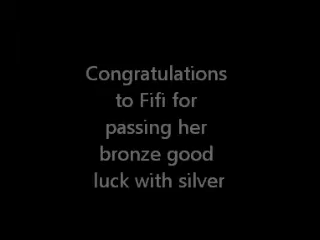 Congratulations
to Fifi for
passing her
bronze good
luck with silver